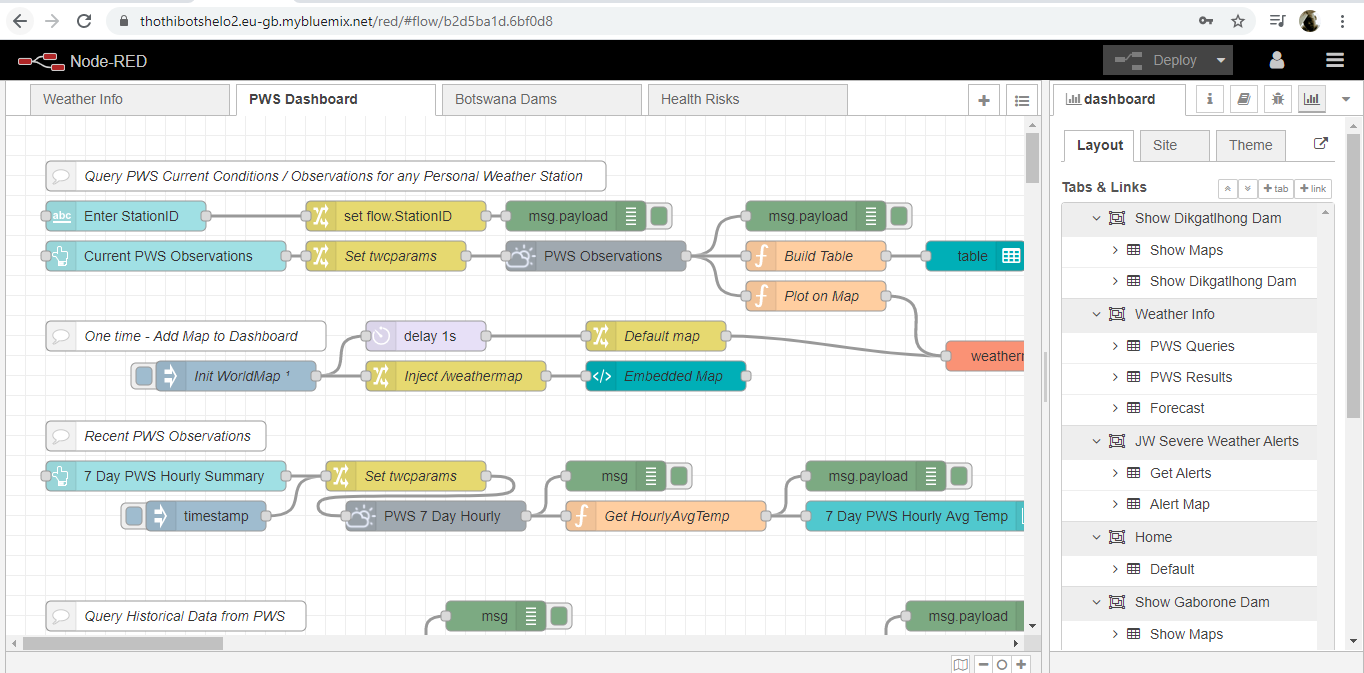 thothibotshelo2.eu-gb.mybluemix.net/red/#flow/b2d5ba1d.6bf0d8
Node-RED
Deploy
Weather Info
PWS Dashboard
Botswana Dams
Health Risks
dashboard
Layout
Site
Theme
Tabs & Links
tab
link
Query PWS Current Conditions / Observations for any Personal Weather Station
abc Enter StationID
set flow.StationID
msg.payload
msg.payload
Current PWS Observations
Set twcparams
PWS Observations
Build Table
table
Plot on Map
One time - Add Map to Dashboard
delay 1s
Default map
weatherm
Init WorldMap ¹
Inject /weathermap
</> Embedded Map
Recent PWS Observations
7 Day PWS Hourly Summary
Set twcparams
msg
msg.payload
timestamp
PWS 7 Day Hourly
Get HourlyAvgTemp
7 Day PWS Hourly Avg Temp
Query Historical Data from PWS
msg
msg.payload
Show Dikgatlhong Dam
Show Maps
Show Dikgatlhong Dam
Weather Info
PWS Queries
PWS Results
Forecast
JW Severe Weather Alerts
Get Alerts
Alert Map
Home
Default
Show Gaborone Dam
Show Maps